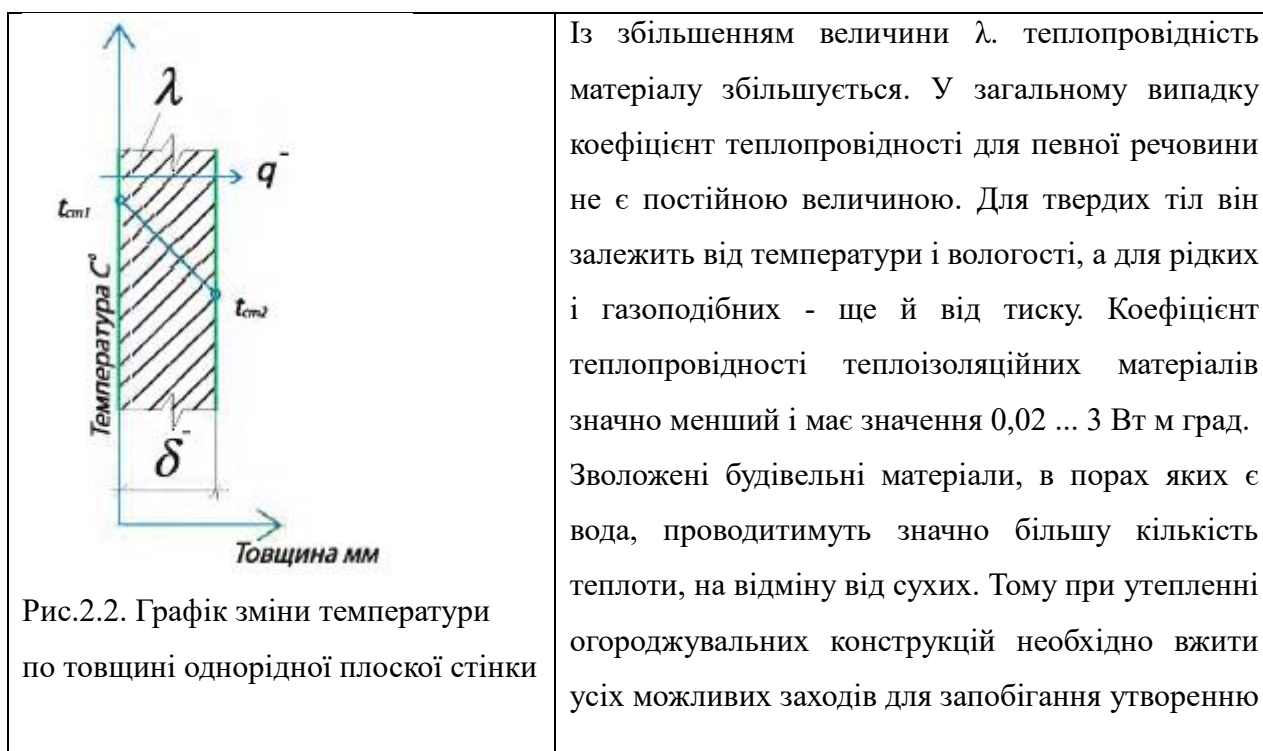 λ
q⁻
tст1
tст2
Температура С°
δ⁻
Товщина мм
Рис.2.2. Графік зміни температури
по товщині однорідної плоскої стінки
Із збільшенням величини λ. теплопровідність
матеріалу збільшується. У загальному випадку
коефіцієнт теплопровідності для певної речовини
не є постійною величиною. Для твердих тіл він
залежить від температури і вологості, а для рідких
і газоподібних - ще й від тиску. Коефіцієнт
теплопровідності теплоізоляційних матеріалів
значно менший і має значення 0,02 ... 3 Вт м град.
Зволожені будівельні матеріали, в порах яких є
вода, проводитимуть значно більшу кількість
теплоти, на відміну від сухих. Тому при утепленні
огороджувальних конструкцій необхідно вжити
усіх можливих заходів для запобігання утворенню